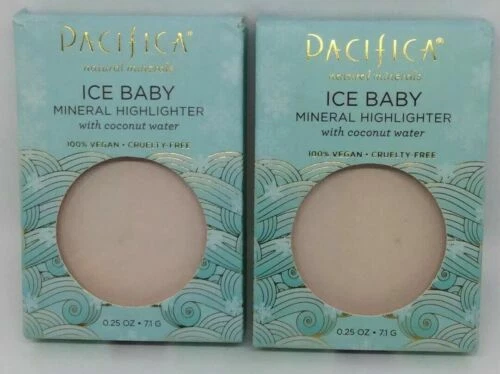 PACIFICA®
natural minerals
ICE BABY
MINERAL HIGHLIGHTER
with coconut water
100% VEGAN • CRUELTY-FREE
0.25 OZ • 7.1 G
PACIFICA®
natural minerals
ICE BABY
MINERAL HIGHLIGHTER
with coconut water
100% VEGAN • CRUELTY-FREE
0.25 OZ • 7.1 G